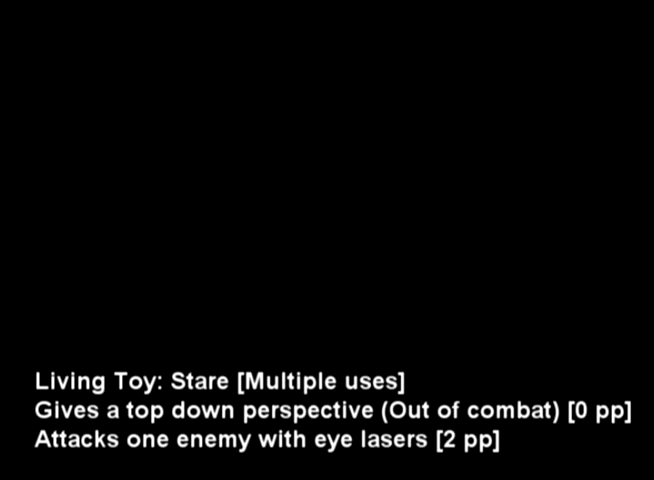 Living Toy: Stare [Multiple uses]
Gives a top down perspective (Out of combat) [0 pp]
Attacks one enemy with eye lasers [2 pp]